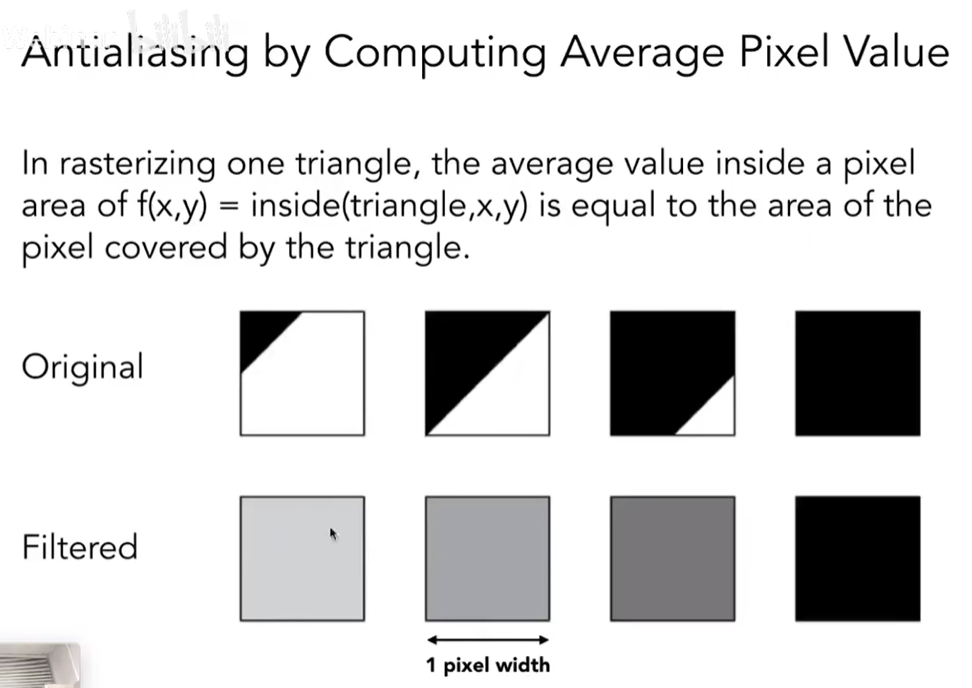 Antialiasing by Computing Average Pixel Value
In rasterizing one triangle, the average value inside a pixel
area of f(x,y) = inside(triangle,x,y) is equal to the area of the
pixel covered by the triangle.
Original
Filtered
1 pixel width